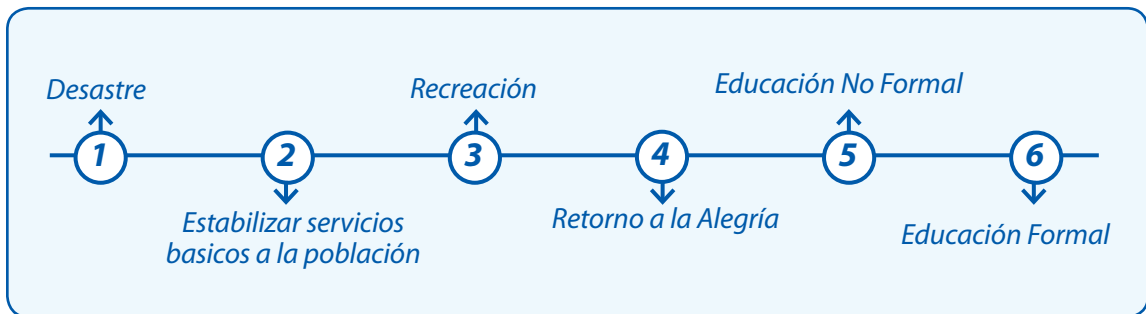 Desastre
Recreación
Educación No Formal
1
2
3
4
5
6
Estabilizar servicios
basicos a la población
Retorno a la Alegría
Educación Formal